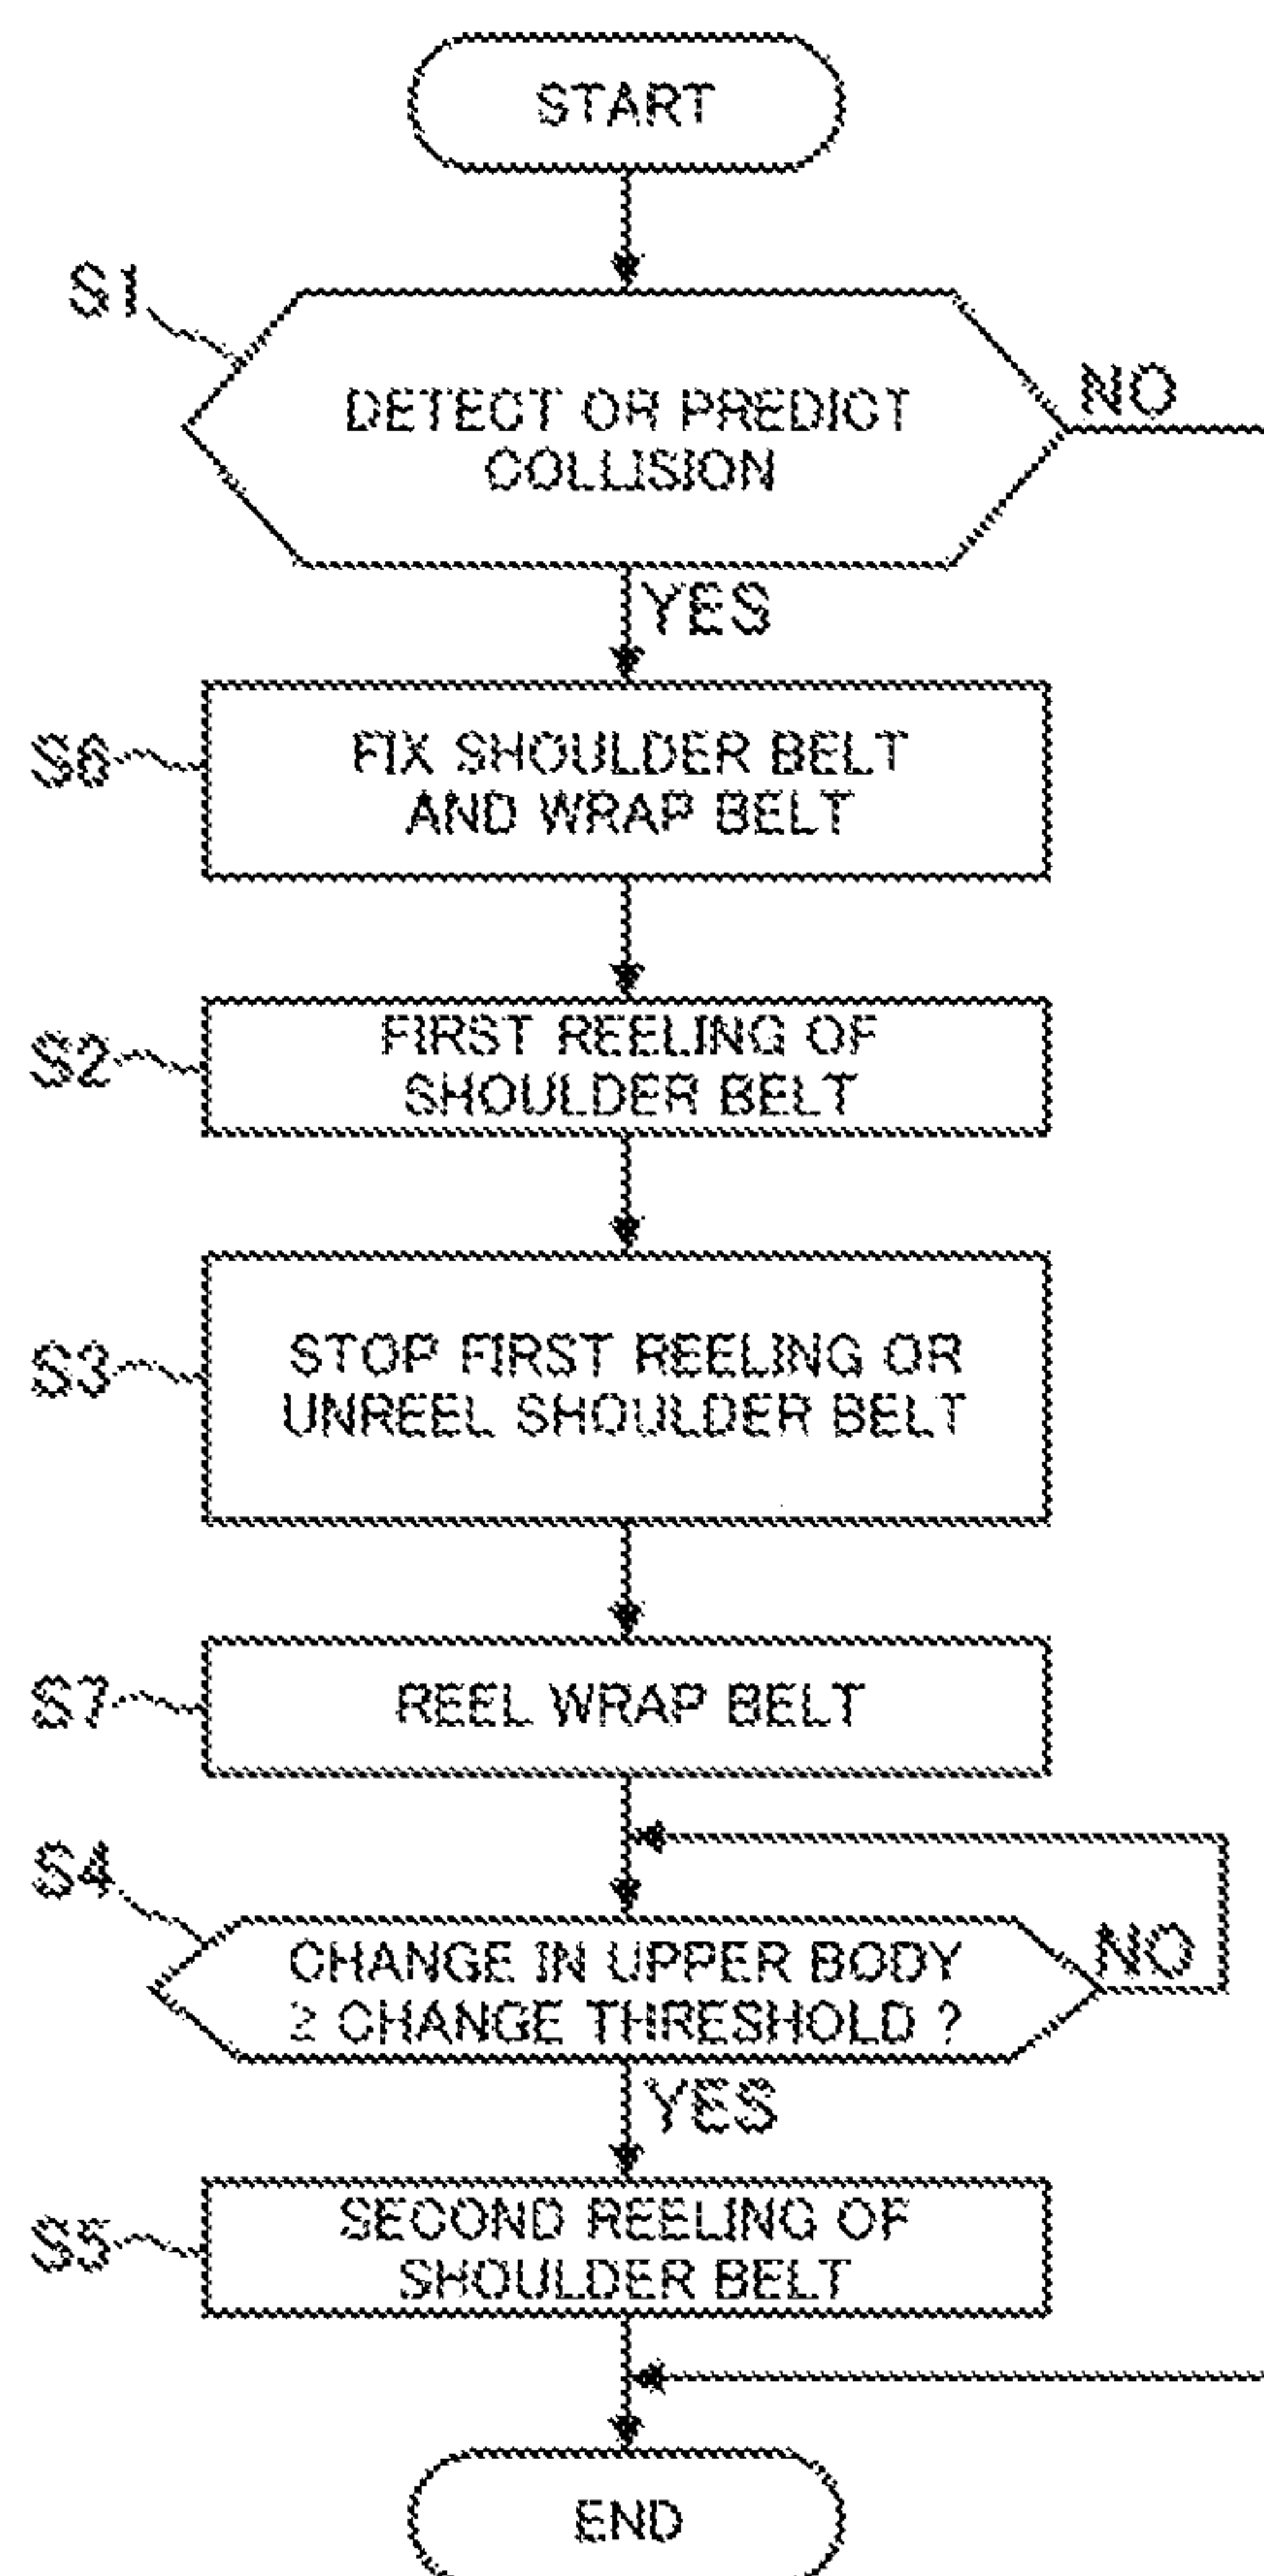 START
S1
DETECT OR PREDICT
COLLISION
NO
YES
S6
FIX SHOULDER BELT
AND WRAP BELT
S2
FIRST REELING OF
SHOULDER BELT
S3
STOP FIRST REELING OR
UNREEL SHOULDER BELT
S7
REEL WRAP BELT
S4
CHANGE IN UPPER BODY
≥ CHANGE THRESHOLD ?
NO
YES
S5
SECOND REELING OF
SHOULDER BELT
END